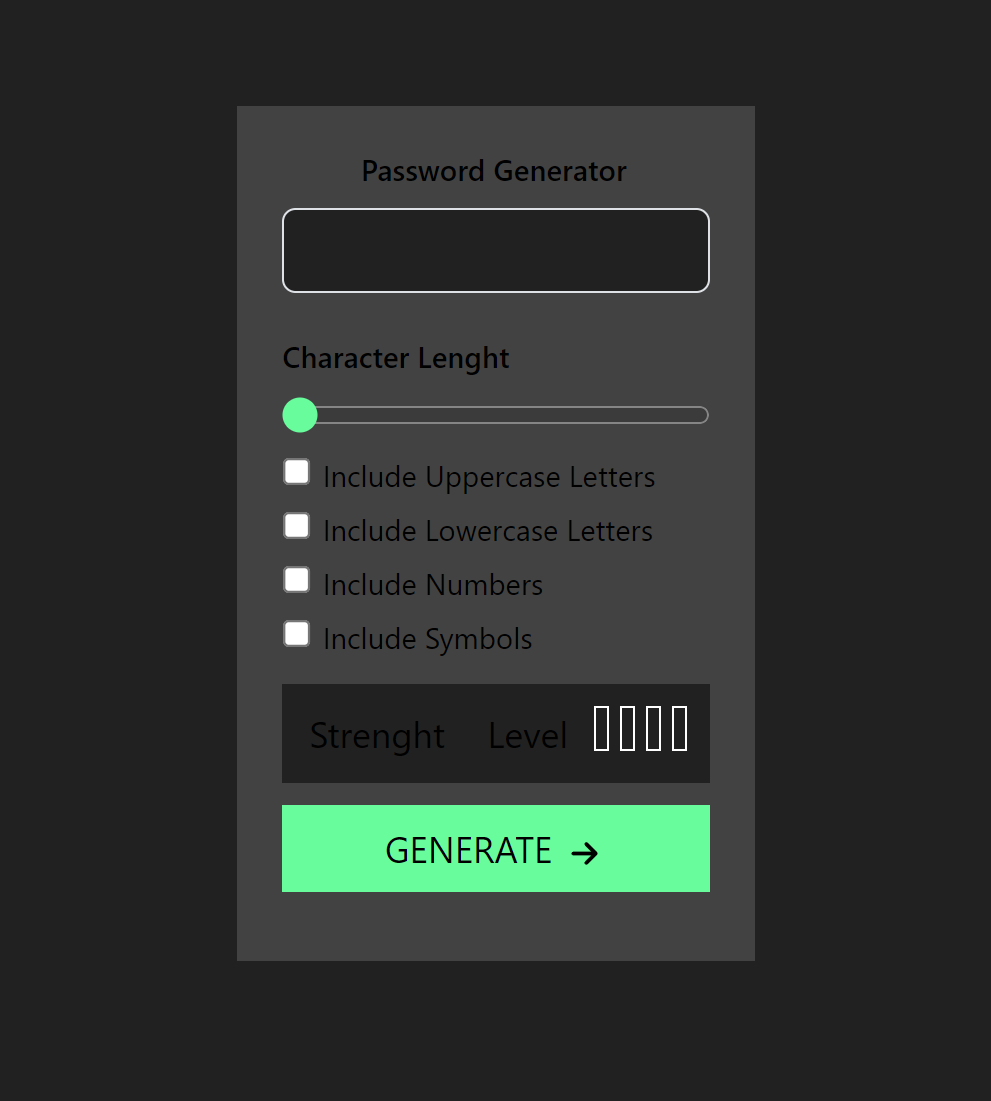 Password Generator
Character Lenght
Include Uppercase Letters
Include Lowercase Letters
Include Numbers
Include Symbols
Strenght Level
GENERATE →